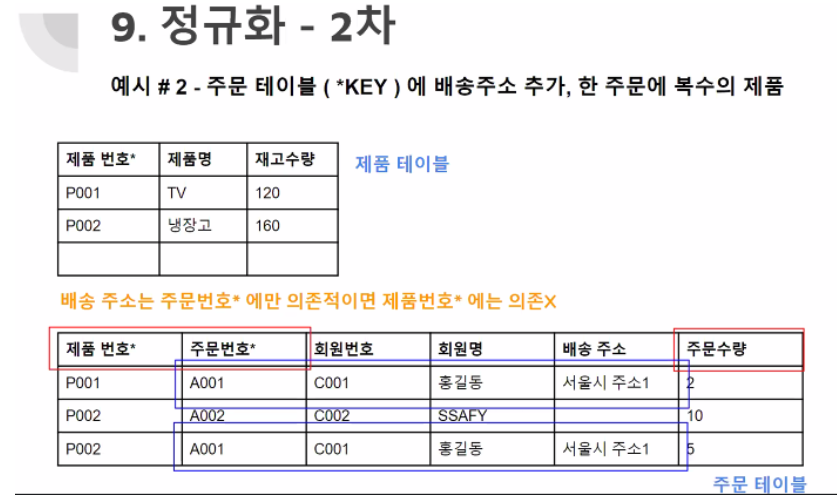 9. 정규화 - 2차
예시 # 2 - 주문 테이블 ( *KEY ) 에 배송주소 추가, 한 주문에 복수의 제품
제품 번호* 제품명 재고수량
제품 테이블
P001 TV 120
P002 냉장고 160
배송 주소는 주문번호* 에만 의존적이면 제품번호* 에는 의존X
제품 번호* 주문번호* 회원번호 회원명 배송 주소 주문수량
P001 A001 C001 홍길동 서울시 주소1 2
P002 A002 C002 SSAFY 10
P002 A001 C001 홍길동 서울시 주소1 5
주문 테이블